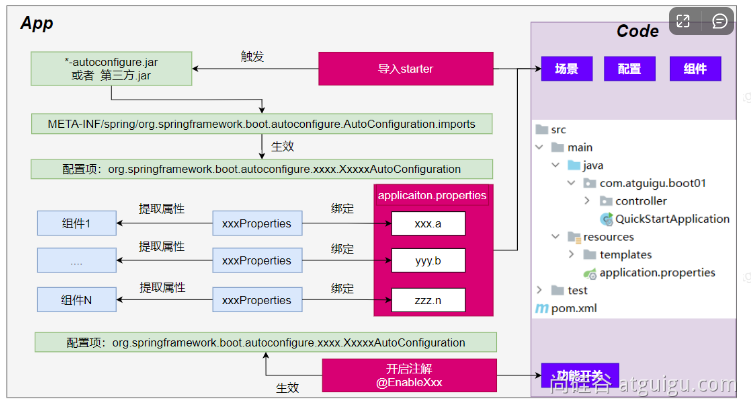 App
Code
*-autoconfigure.jar
或者 第三方.jar
触发
导入starter
场景
配置
组件
META-INF/spring/org.springframework.boot.autoconfigure.AutoConfiguration.imports
生效
配置项：org.springframework.boot.autoconfigure.xxxx.XxxxxAutoConfiguration
applicaiton.properties
组件1
提取属性
xxxProperties
绑定
xxx.a
....
提取属性
xxxProperties
绑定
yyy.b
组件N
提取属性
xxxProperties
绑定
zzz.n
src
main
java
com.atguigu.boot01
controller
QuickStartApplication
resources
templates
application.properties
test
pom.xml
配置项：org.springframework.boot.autoconfigure.xxxx.XxxxxAutoConfiguration
生效
开启注解
@EnableXxx
功能开关
尚硅谷 atguigu.com